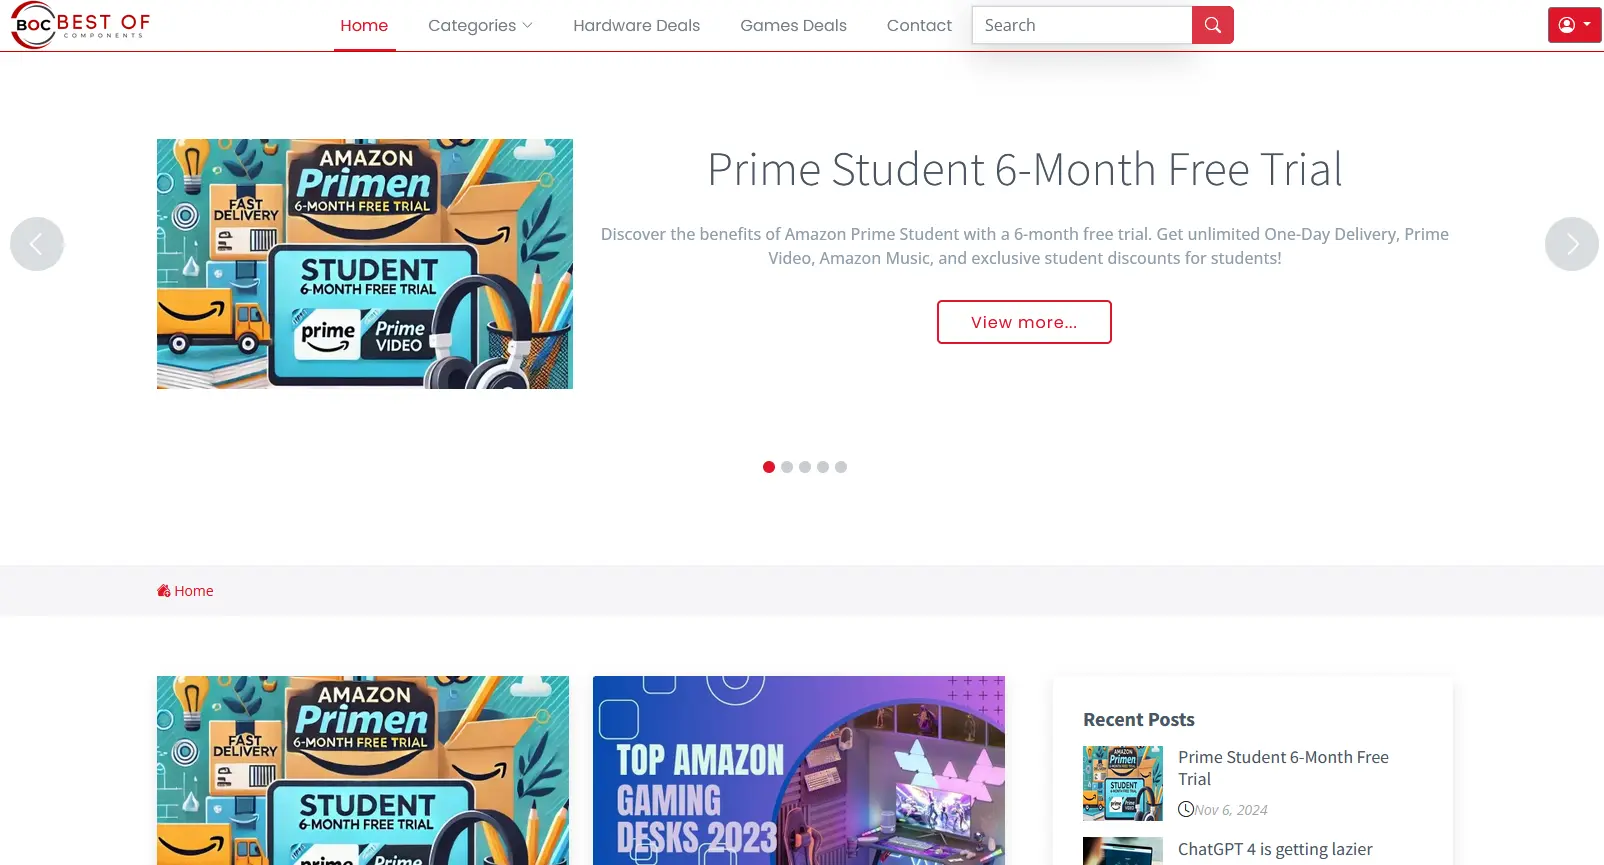 BOC BEST OF
COMPONENTS
Home
Categories
Hardware Deals
Games Deals
Contact
Search
AMAZON
Primen
6-MONTH FREE TRIAL
FAST
DELIVERY
STUDENT
6-MONTH FREE TRIAL
prime
Prime
VIDEO
Prime Student 6-Month Free Trial
Discover the benefits of Amazon Prime Student with a 6-month free trial. Get unlimited One-Day Delivery, Prime
Video, Amazon Music, and exclusive student discounts for students!
View more...
Home
AMAZON
Primen
6-MONTH FREE TRIAL
FAST
DELIVERY
STUDENT
6-MONTH FREE TRIAL
prime
Prime
TOP AMAZON
GAMING
DESKS 2023
Recent Posts
AMAZON
Primen
STUDENT
Prime Student 6-Month Free
Trial
Nov 6, 2024
ChatGPT 4 is getting lazier